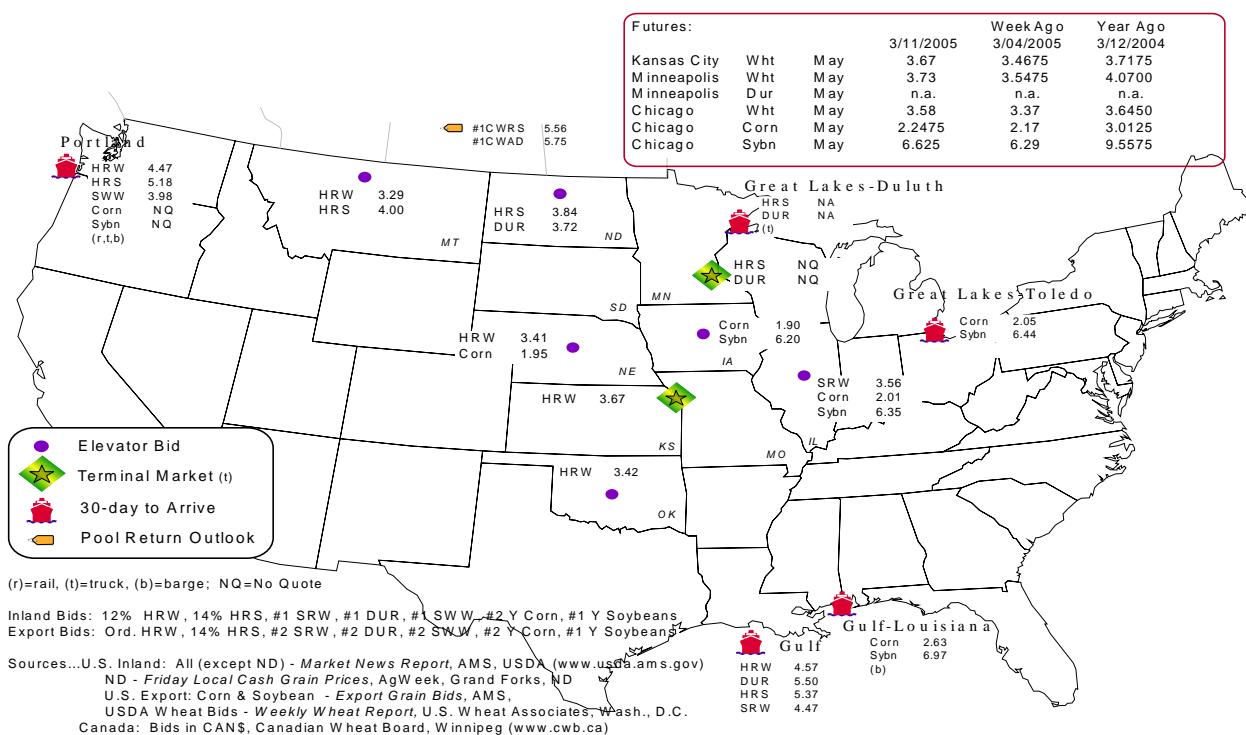 Futures: Week Ago Year Ago
3/11/2005 3/04/2005 3/12/2004
Kansas City Wht May 3.67 3.4675 3.7175
Minneapolis Wht May 3.73 3.5475 4.0700
Minneapolis Dur May n.a. n.a. n.a.
Chicago Wht May 3.58 3.37 3.6450
Chicago Corn May 2.2475 2.17 3.0125
Chicago Sybn May 6.625 6.29 9.5575
#1CWRS 5.56
#1CWAD 5.75
Portland
HRW 4.47
HRS 5.18
SWW 3.98
Corn NQ
Sybn NQ
(r,t,b)
HRW 3.29
HRS 4.00
MT
HRS 3.84
DUR 3.72
ND
Great Lakes-Duluth
HRS NA
DUR NA
(t)
HRS NQ
DUR NQ
MN
SD
Great Lakes-Toledo
Corn 2.05
Sybn 6.44
HRW 3.41
Corn 1.95
NE
Corn 1.90
Sybn 6.20
IA
SRW 3.56
Corn 2.01
Sybn 6.35
IL
HRW 3.67
KS
MO
HRW 3.42
OK
Elevator Bid
Terminal Market (t)
30-day to Arrive
Pool Return Outlook
(r)=rail, (t)=truck, (b)=barge; NQ=No Quote
Inland Bids: 12% HRW, 14% HRS, #1 SRW, #1 DUR, #1 SWW, #2 Y Corn, #1 Y Soybeans
Export Bids: Ord. HRW, 14% HRS, #2 SRW, #2 DUR, #2 SWW, #2 Y Corn, #1 Y Soybeans
Gulf-Louisiana
Corn 2.63
Sybn 6.97
(b)
Gulf
HRW 4.57
DUR 5.50
HRS 5.37
SRW 4.47
Sources...U.S. Inland: All (except ND) - Market News Report, AMS, USDA (www.usda.ams.gov)
ND - Friday Local Cash Grain Prices, AgWeek, Grand Forks, ND
U.S. Export: Corn & Soybean - Export Grain Bids, AMS,
USDA Wheat Bids - Weekly Wheat Report, U.S. Wheat Associates, Wash., D.C.
Canada: Bids in CAN$, Canadian Wheat Board, Winnipeg (www.cwb.ca)